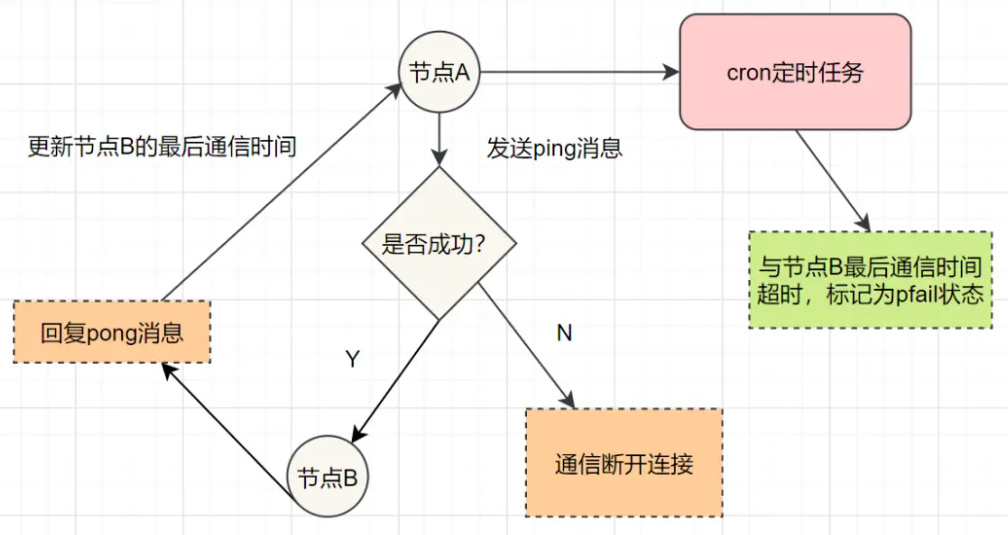 节点A
cron定时任务
更新节点B的最后通信时间
发送ping消息
是否成功?
与节点B最后通信时间
超时，标记为pfail状态
回复pong消息
Y
N
节点B
通信断开连接